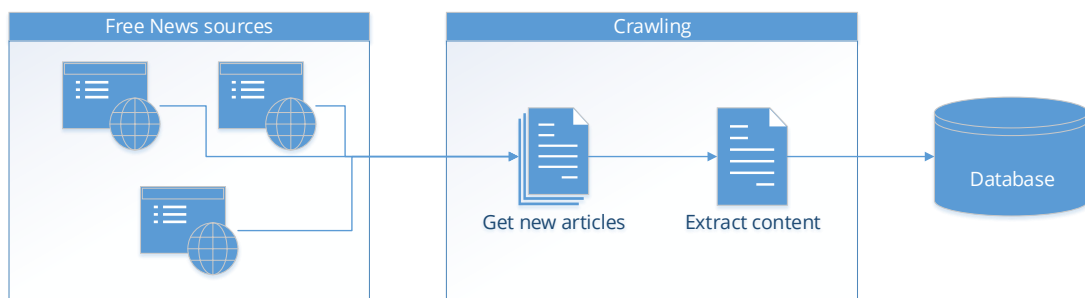 Free News sources
Crawling
Get new articles
Extract content
Database